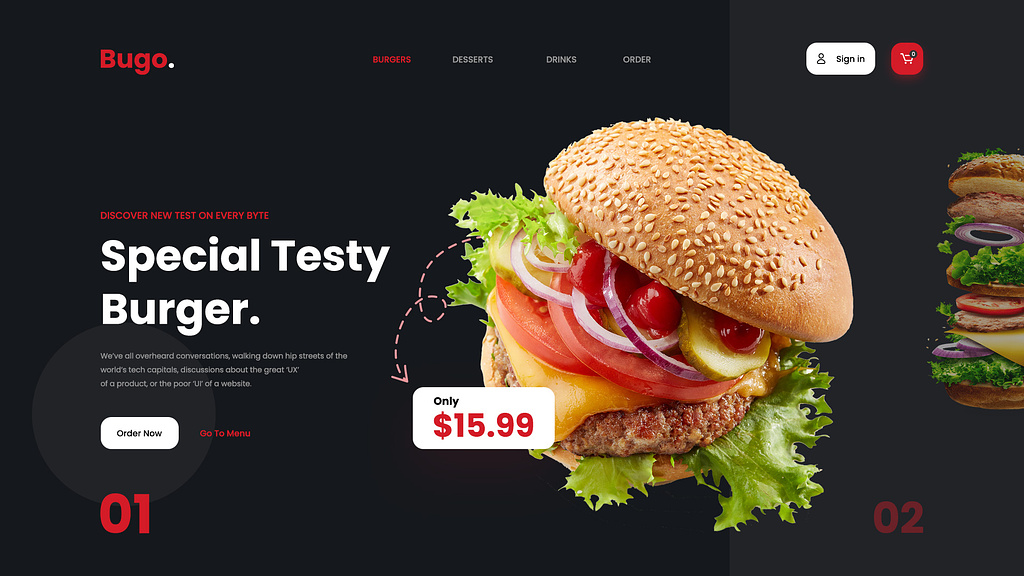 Bugo.
BURGERS
DESSERTS
DRINKS
ORDER
Sign in
0
DISCOVER NEW TEST ON EVERY BYTE
Special Testy
Burger.
We've all overheard conversations, walking down hip streets of the
world's tech capitals, discussions about the great 'UX'
of a product, or the poor 'UI' of a website.
Only
$15.99
Order Now
Go To Menu
01
02